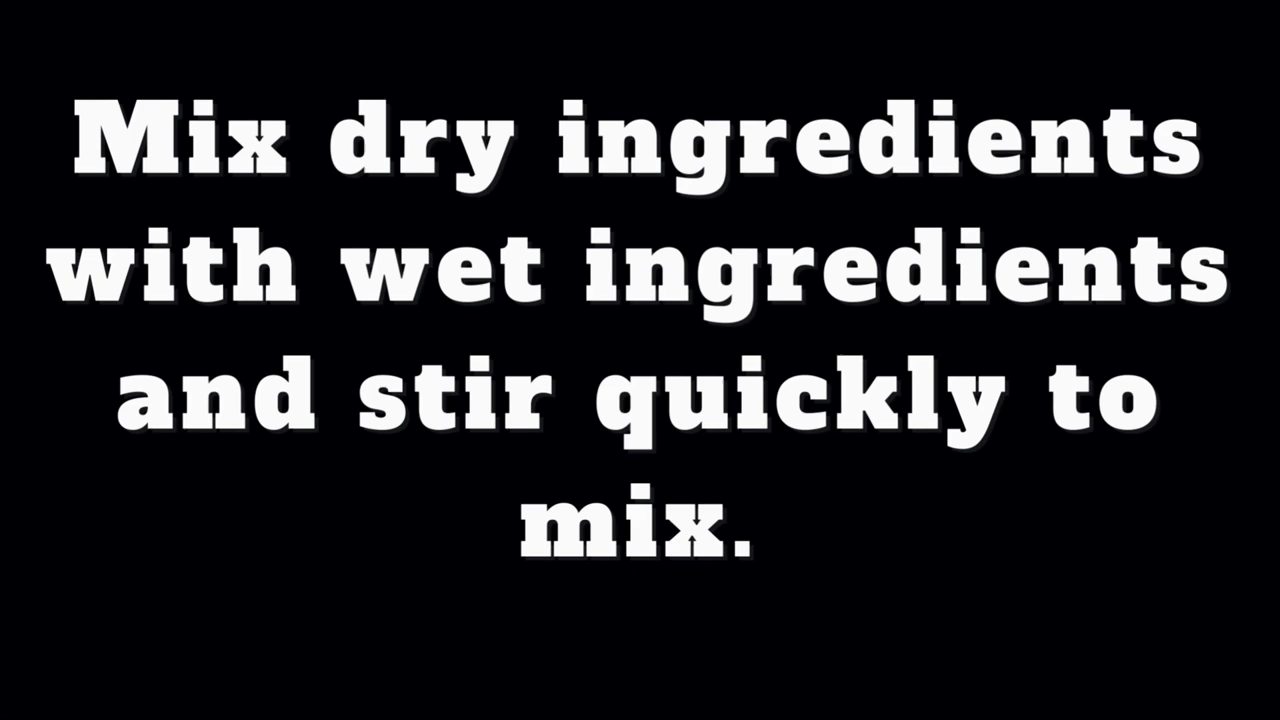 Mix dry ingredients
with wet ingredients
and stir quickly to
mix.